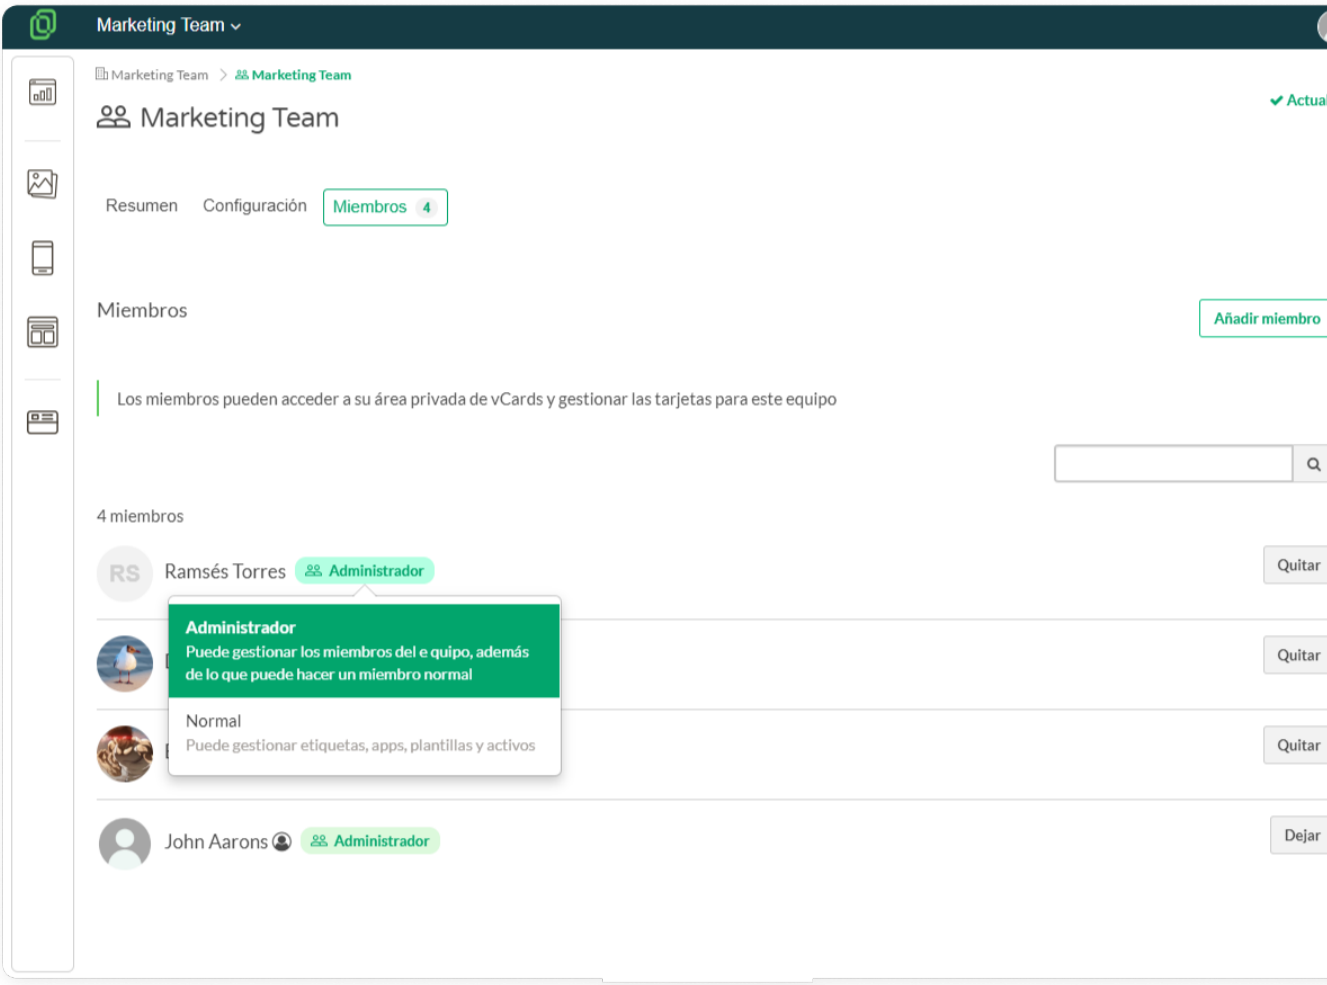 Marketing Team
Marketing Team > Marketing Team
Marketing Team
Resumen Configuración Miembros 4
Miembros
Añadir miembro
Los miembros pueden acceder a su área privada de vCards y gestionar las tarjetas para este equipo
4 miembros
RS Ramsés Torres Administrador Quitar
Administrador
Puede gestionar los miembros del e quipo, además
de lo que puede hacer un miembro normal
Quitar
Normal
Puede gestionar etiquetas, apps, plantillas y activos
Quitar
John Aarons Administrador Dejar